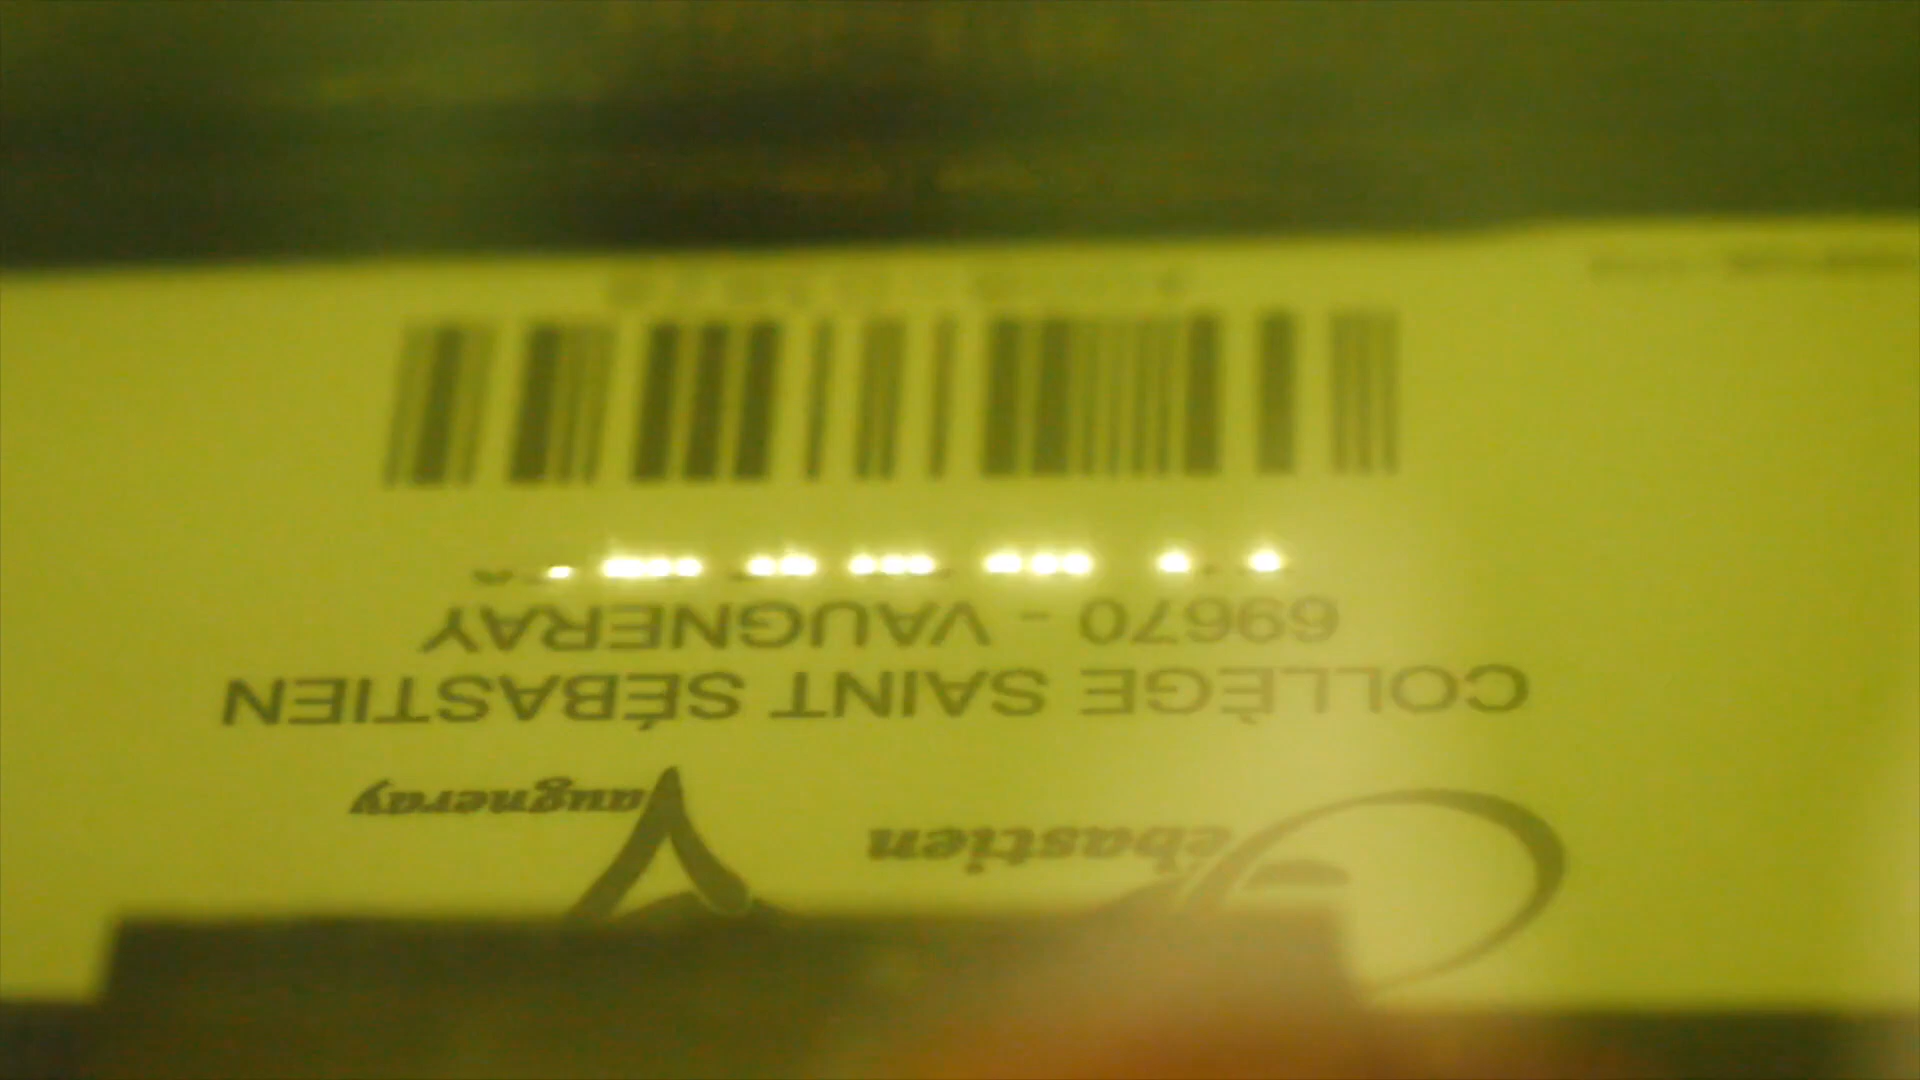 Sébastien
Vaugneray
COLLÈGE SAINT SÉBASTIEN
69670 - VAUGNERAY